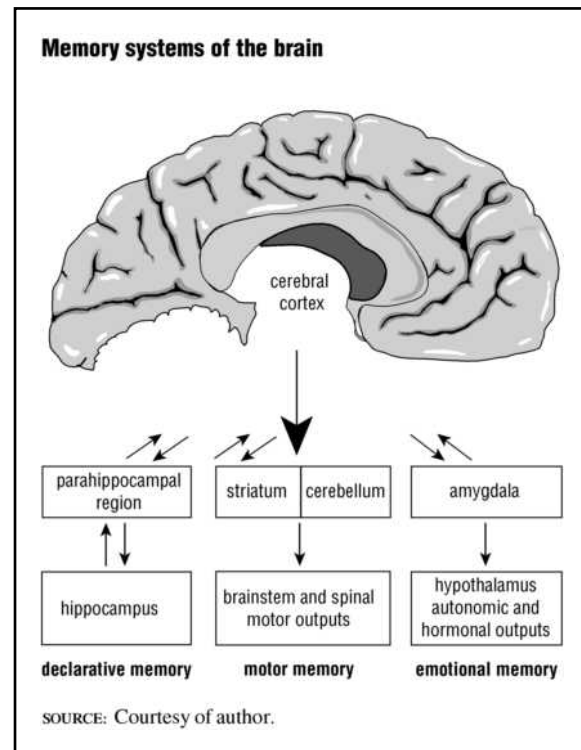 Memory systems of the brain
cerebral
cortex
parahippocampal
region
striatum
cerebellum
amygdala
hippocampus
brainstem and spinal
motor outputs
hypothalamus
autonomic and
hormonal outputs
declarative memory
motor memory
emotional memory
SOURCE: Courtesy of author.